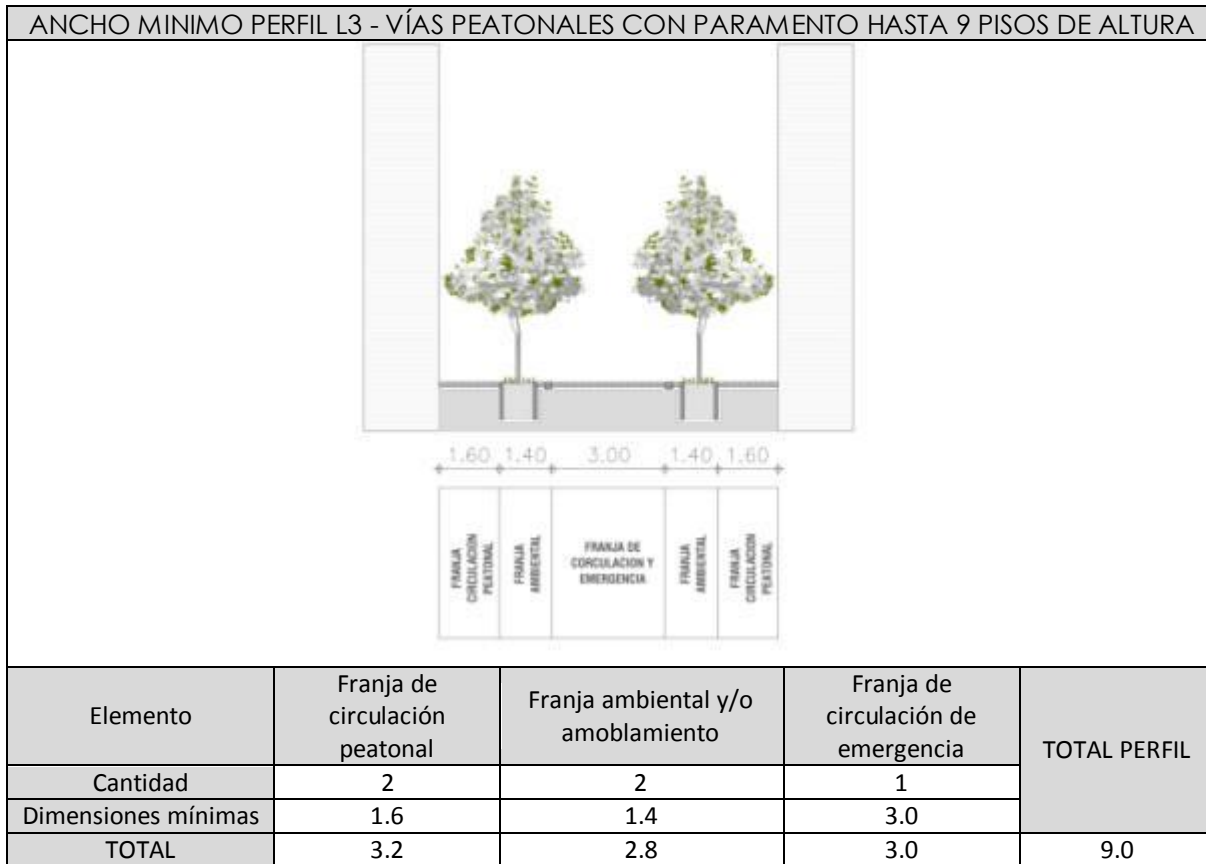 ANCHO MINIMO PERFIL L3 - VÍAS PEATONALES CON PARAMENTO HASTA 9 PISOS DE ALTURA
1.60 1.40 3.00 1.40 1.60
FRANJA
CIRCULACION
PEATONAL
FRANJA
AMBIENTAL
FRANJA DE
CORCULACION Y
EMERGENCIA
FRANJA
AMBIENTAL
FRANJA
CIRCULACION
PEATONAL
Elemento
Franja de
circulación
peatonal
Franja ambiental y/o
amoblamiento
Franja de
circulación de
emergencia
TOTAL PERFIL
Cantidad 2 2 1
Dimensiones mínimas 1.6 1.4 3.0
TOTAL 3.2 2.8 3.0 9.0